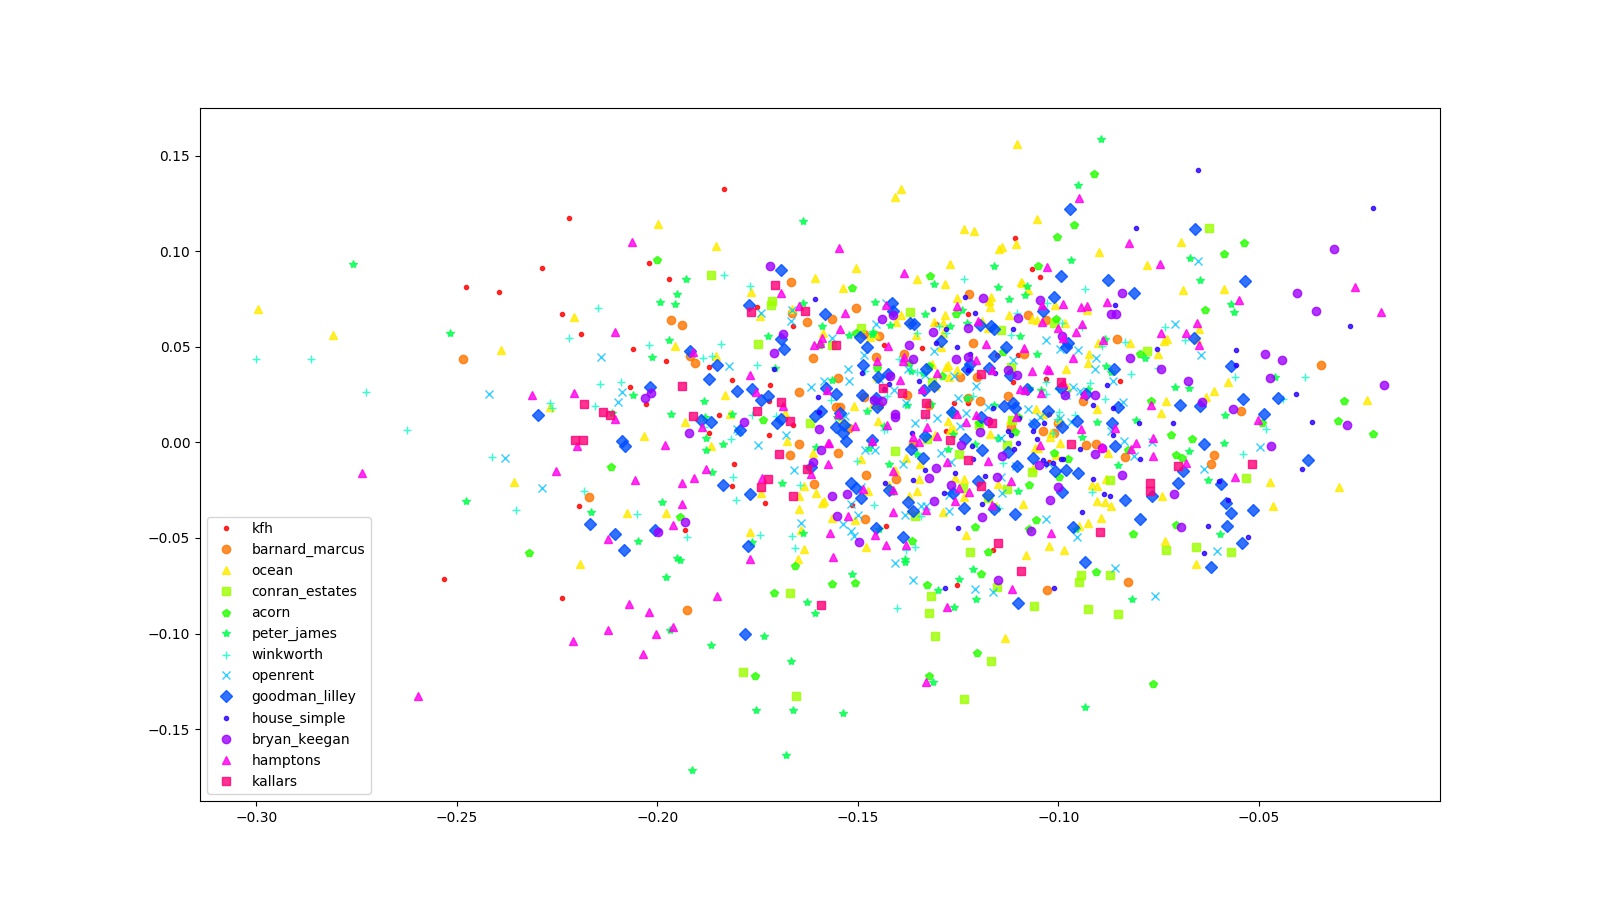 0.15
0.10
0.05
0.00
−0.05
−0.10
−0.15
kfh
barnard_marcus
ocean
conran_estates
acorn
peter_james
winkworth
openrent
goodman_lilley
house_simple
bryan_keegan
hamptons
kallars
−0.30 −0.25 −0.20 −0.15 −0.10 −0.05